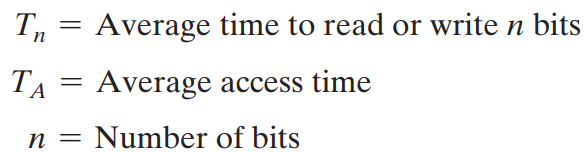 Tₙ = Average time to read or write n bits
T_A = Average access time
n = Number of bits